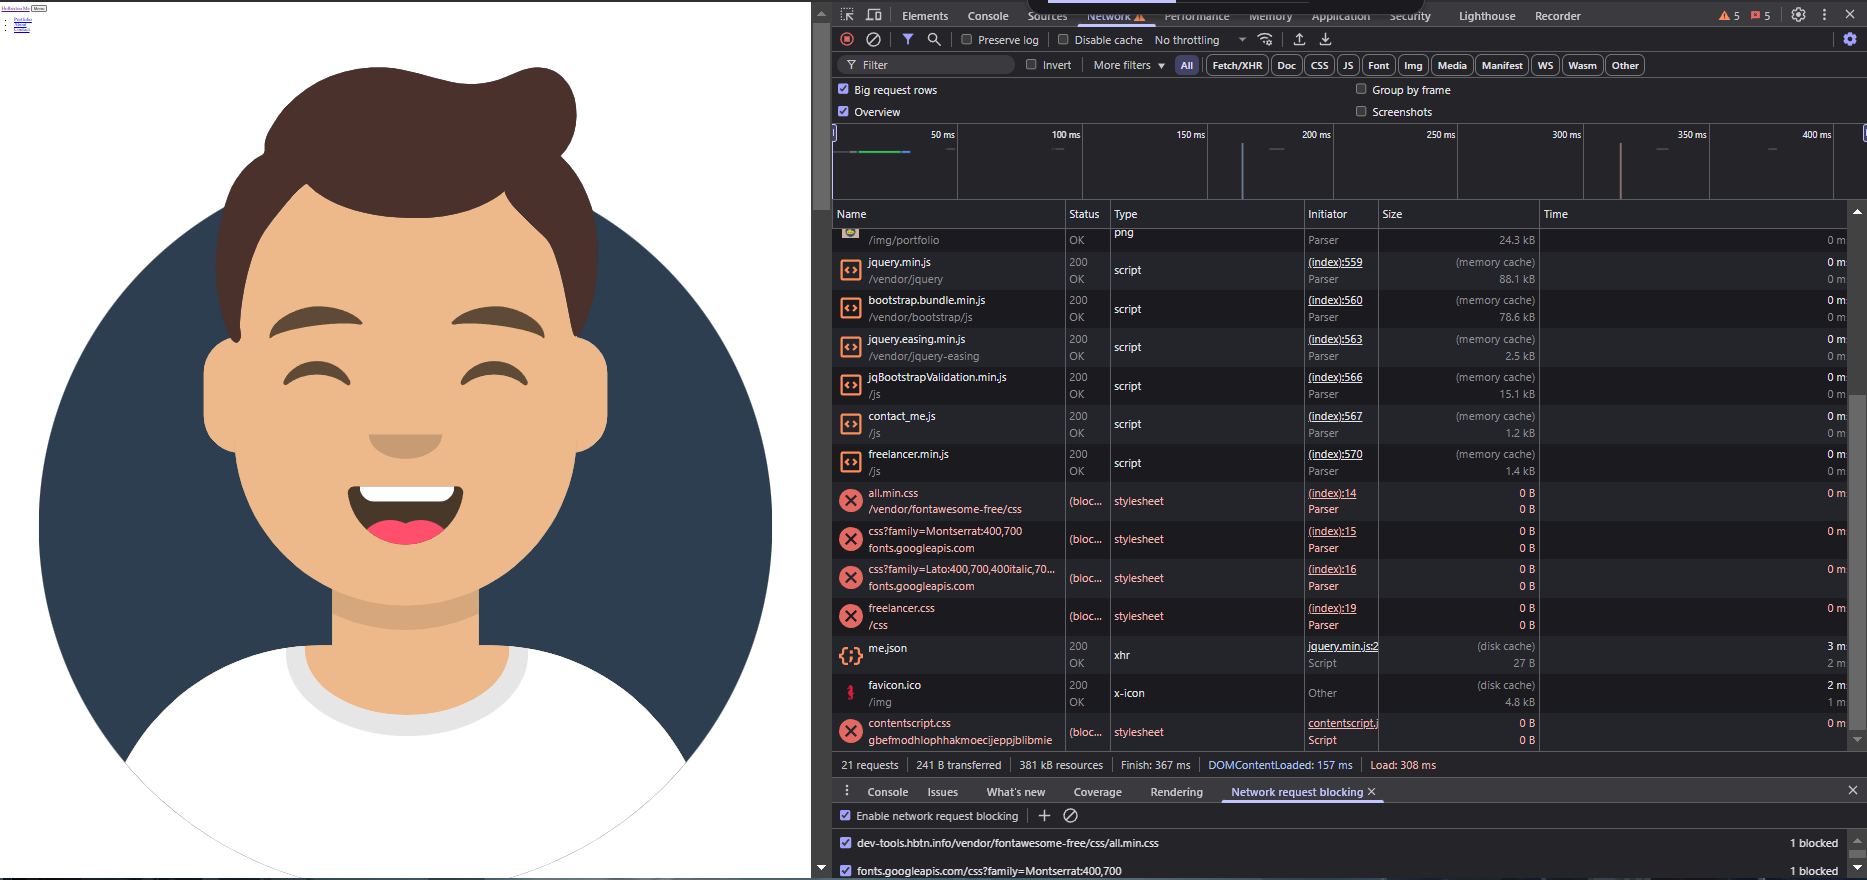 Portfolio
About
Contact
Elements
Console
Sources
Network
Performance
Memory
Application
Security
Lighthouse
Recorder
5
5
Preserve log
Disable cache
No throttling
Filter
Invert
More filters
All
Fetch/XHR
Doc
CSS
JS
Font
Img
Media
Manifest
WS
Wasm
Other
Big request rows
Group by frame
Overview
Screenshots
50 ms
100 ms
150 ms
200 ms
250 ms
300 ms
350 ms
400 ms
Name
Status
Type
Initiator
Size
Time
png
/img/portfolio
OK
Parser
24.3 kB
0 m
jquery.min.js
200
script
(index):559
(memory cache)
0 m
/vendor/jquery
OK
Parser
88.1 kB
0 m
bootstrap.bundle.min.js
200
script
(index):560
(memory cache)
0 m
/vendor/bootstrap/js
OK
Parser
78.6 kB
0 m
jquery.easing.min.js
200
script
(index):563
(memory cache)
0 m
/vendor/jquery-easing
OK
Parser
2.5 kB
0 m
jqBootstrapValidation.min.js
200
script
(index):566
(memory cache)
0 m
/js
OK
Parser
15.1 kB
0 m
contact_me.js
200
script
(index):567
(memory cache)
0 m
/js
OK
Parser
1.2 kB
0 m
freelancer.min.js
200
script
(index):570
(memory cache)
0 m
/js
OK
Parser
1.4 kB
0 m
all.min.css
(bloc...
stylesheet
(index):14
0 B
0 m
/vendor/fontawesome-free/css
Parser
0 B
css?family=Montserrat:400,700
(bloc...
stylesheet
(index):15
0 B
0 m
fonts.googleapis.com
Parser
0 B
css?family=Lato:400,700,400italic,70...
(bloc...
stylesheet
(index):16
0 B
0 m
fonts.googleapis.com
Parser
0 B
freelancer.css
(bloc...
stylesheet
(index):19
0 B
0 m
/css
Parser
0 B
me.json
200
xhr
jquery.min.js:2
(disk cache)
3 m
OK
Script
27 B
2 m
favicon.ico
200
x-icon
Other
(disk cache)
2 m
/img
OK
4.8 kB
1 m
contentscript.css
(bloc...
stylesheet
contentscript.j
0 B
0 m
gbefmodhlophhakmoecijeppjblibmie
Script
0 B
21 requests
241 B transferred
381 kB resources
Finish: 367 ms
DOMContentLoaded: 157 ms
Load: 308 ms
Console
Issues
What's new
Coverage
Rendering
Network request blocking
Enable network request blocking
dev-tools.hbtn.info/vendor/fontawesome-free/css/all.min.css
1 blocked
fonts.googleapis.com/css?family=Montserrat:400,700
1 blocked